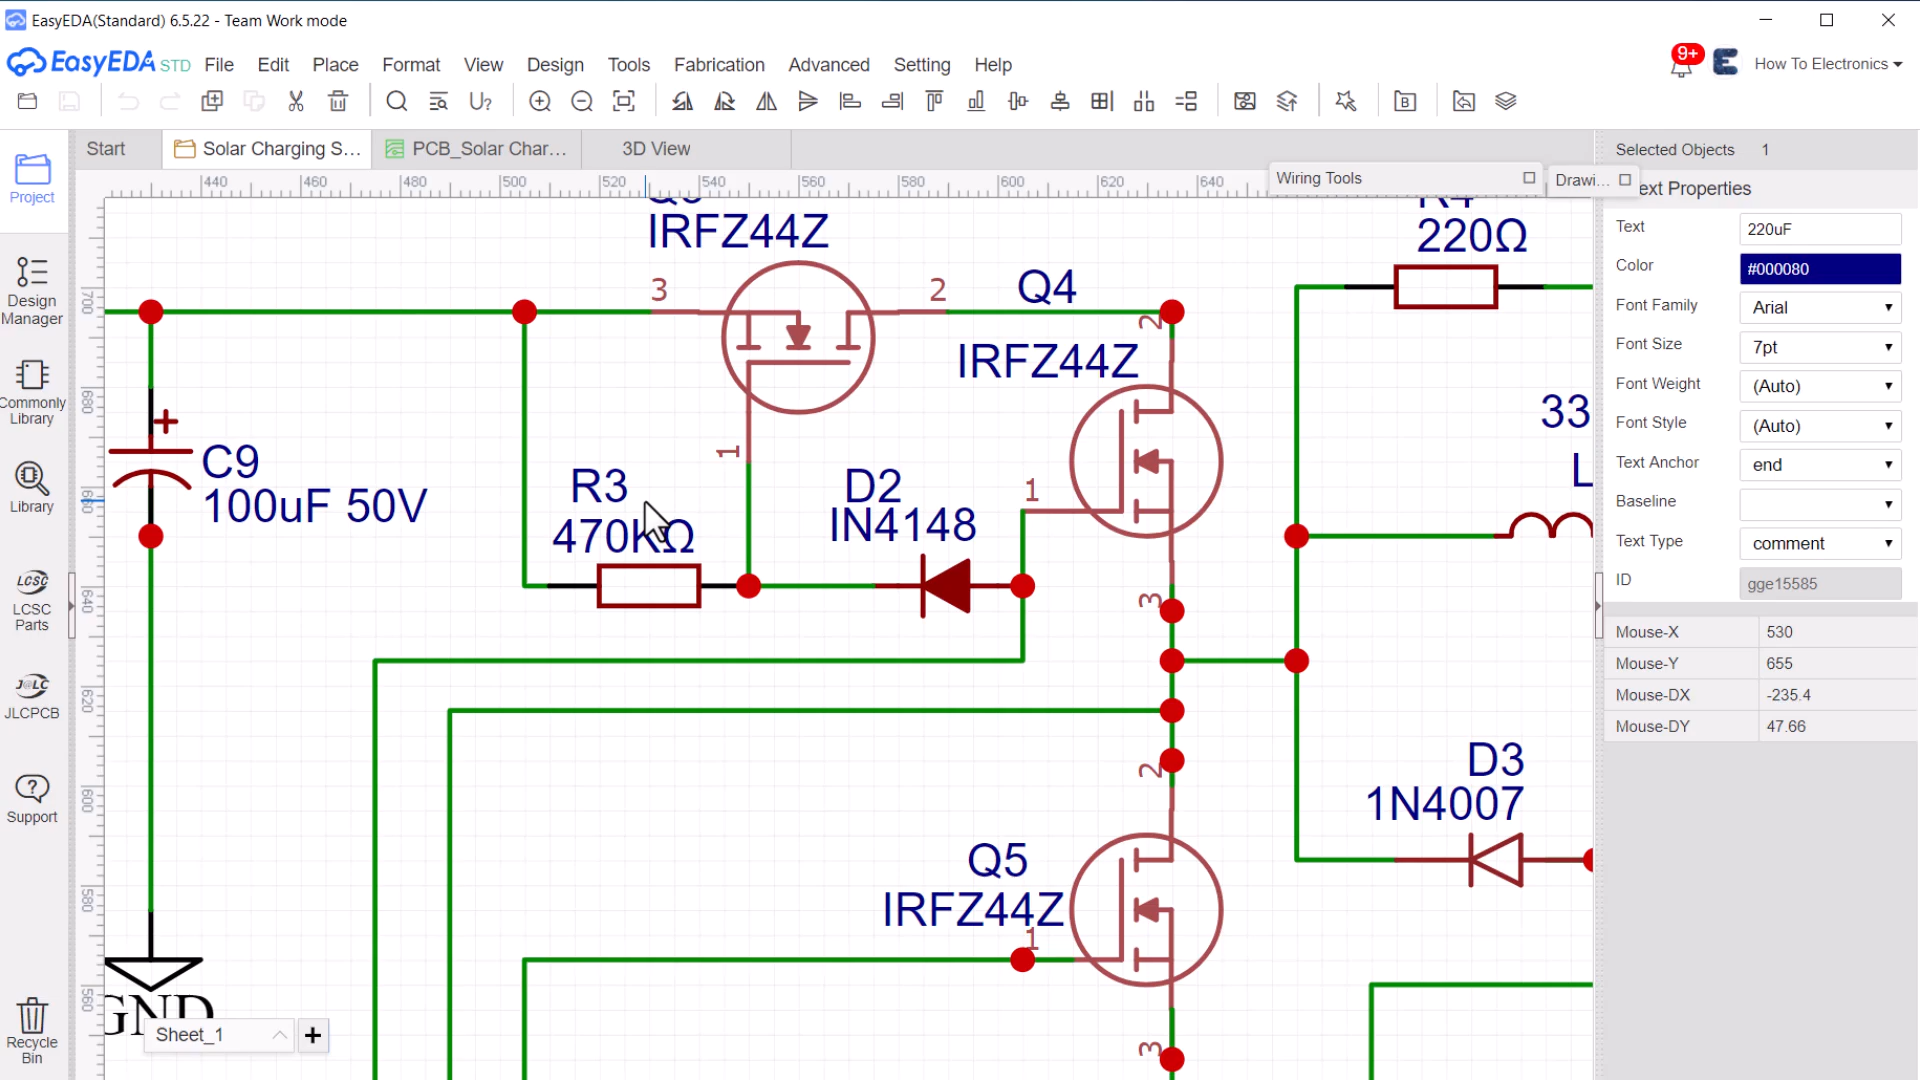 EasyEDA(Standard) 6.5.22 - Team Work mode
EasyEDA STD File Edit Place Format View Design Tools Fabrication Advanced Setting Help
9+ How To Electronics
Start Solar Charging S... PCB_Solar Char... 3D View
440 460 480 500 520 540 560 580 600 620 640
Wiring Tools
Drawi...
Project
Design Manager
Commonly Library
Library
LCSC
LCSC Parts
J@LC
JLCPCB
Support
Recycle Bin
700
680
660
640
620
600
580
560
IRFZ44Z
3
2
1
Q4
IRFZ44Z
2
1
3
R4
220Ω
33
L
C9
100uF 50V
R3
470KΩ
D2
IN4148
D3
1N4007
2
Q5
IRFZ44Z
1
3
GND
Sheet_1
Selected Objects 1
ext Properties
Text 220uF
Color #000080
Font Family Arial
Font Size 7pt
Font Weight (Auto)
Font Style (Auto)
Text Anchor end
Baseline
Text Type comment
ID gge15585
Mouse-X 530
Mouse-Y 655
Mouse-DX -235.4
Mouse-DY 47.66